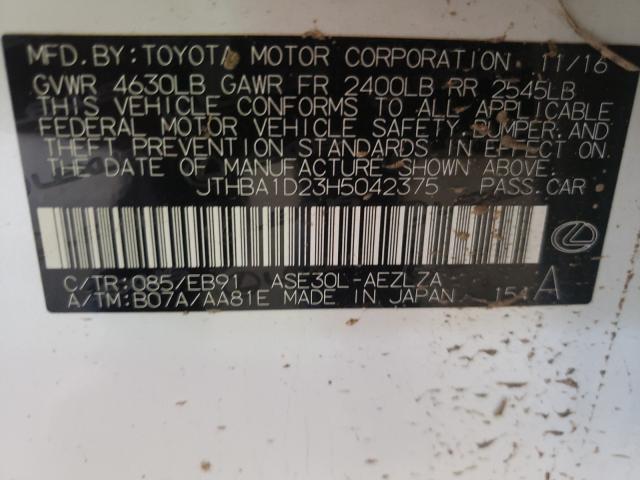 MFD.BY: TOYOTA MOTOR CORPORATION 11/16
GVWR 4630LB GAWR FR 2400LB RR 2545LB
THIS VEHICLE CONFORMS TO ALL APPLICABLE
FEDERAL MOTOR VEHICLE SAFETY, BUMPER, AND
THEFT PREVENTION STANDARDS IN EFFECT ON
THE DATE OF MANUFACTURE SHOWN ABOVE.
JTHBA1D23H5042375 PASS.CAR
C/TR: 085/EB91 ASE30L-AEZLZA
A/TM: B07A/AA81E MADE IN JAPAN 154 A